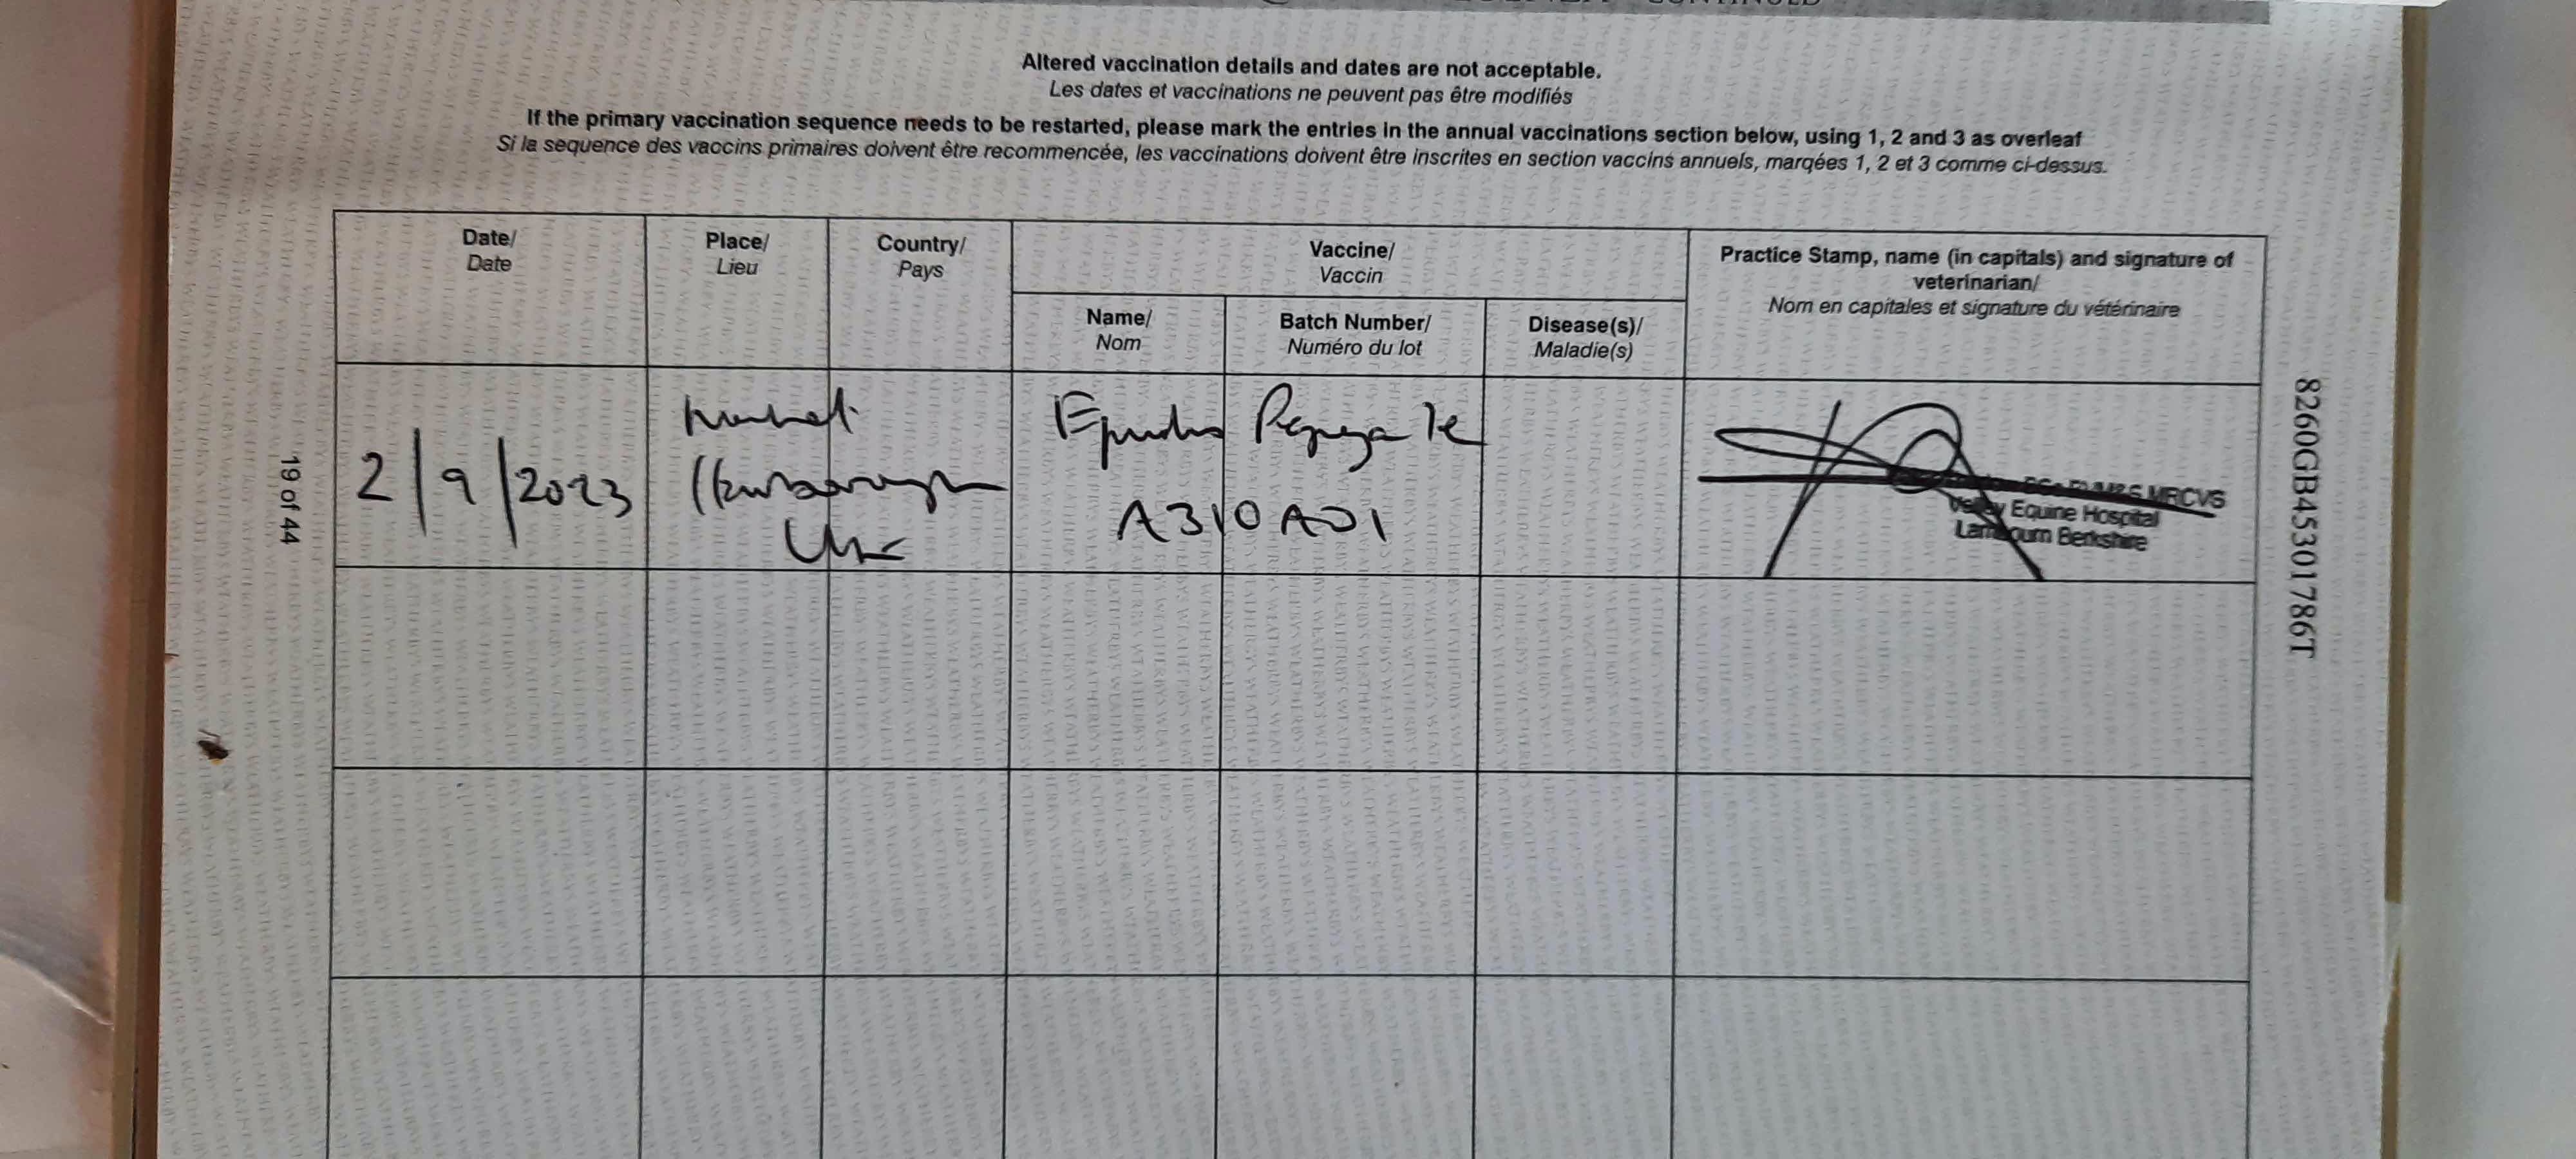 CONTINUED
Altered vaccination details and dates are not acceptable.
Les dates et vaccinations ne peuvent pas être modifiés
If the primary vaccination sequence needs to be restarted, please mark the entries in the annual vaccinations section below, using 1, 2 and 3 as overleaf
Si la sequence des vaccins primaires doivent être recommencée, les vaccinations doivent être inscrites en section vaccins annuels, marqées 1, 2 et 3 comme ci-dessus.
Date/
Date
Place/
Lieu
Country/
Pays
Vaccine/
Vaccin
Name/
Nom
Batch Number/
Numéro du lot
Disease(s)/
Maladie(s)
Practice Stamp, name (in capitals) and signature of
veterinarian/
Nom en capitales et signature du vétérinaire
2/9/2023
UK
A310A01
MRCVS
Valley Equine Hospital
Lambourn Berkshire
19 of 44
8260GB45301786T